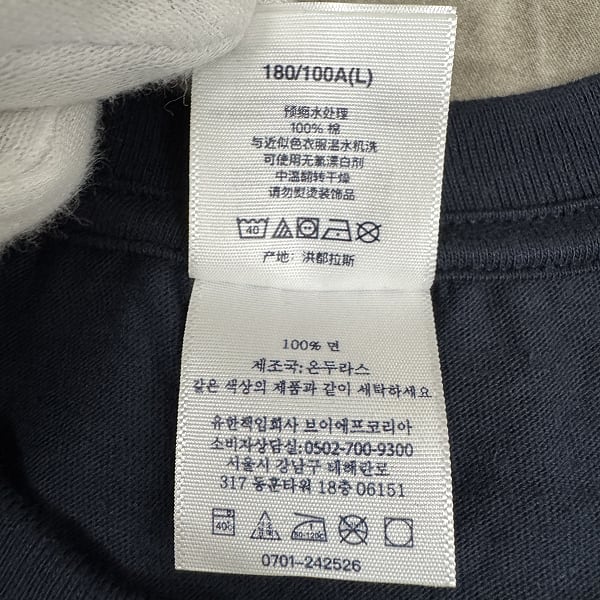 180/100A(L)
预缩水处理
100% 棉
与近似色衣服温水机洗
可使用无氯漂白剂
中温翻转干燥
请勿熨烫装饰品
40
产地: 洪都拉斯
100% 면
제조국: 온두라스
같은 색상의 제품과 같이 세탁하세요
유한책임회사 브이에프코리아
소비자상담실: 0502-700-9300
서울시 강남구 테헤란로
317 동훈타워 18층 06151
40℃
80-120℃
0701-242526